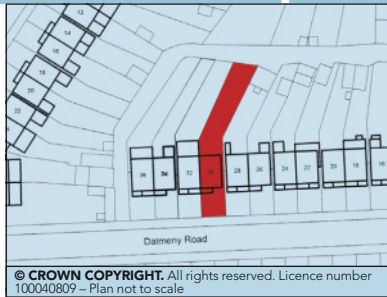 14
16
18
20
22
36 34 32 30 28 26 24 22 20 18 16
Dalmeny Road
© CROWN COPYRIGHT. All rights reserved. Licence number
100040809 – Plan not to scale